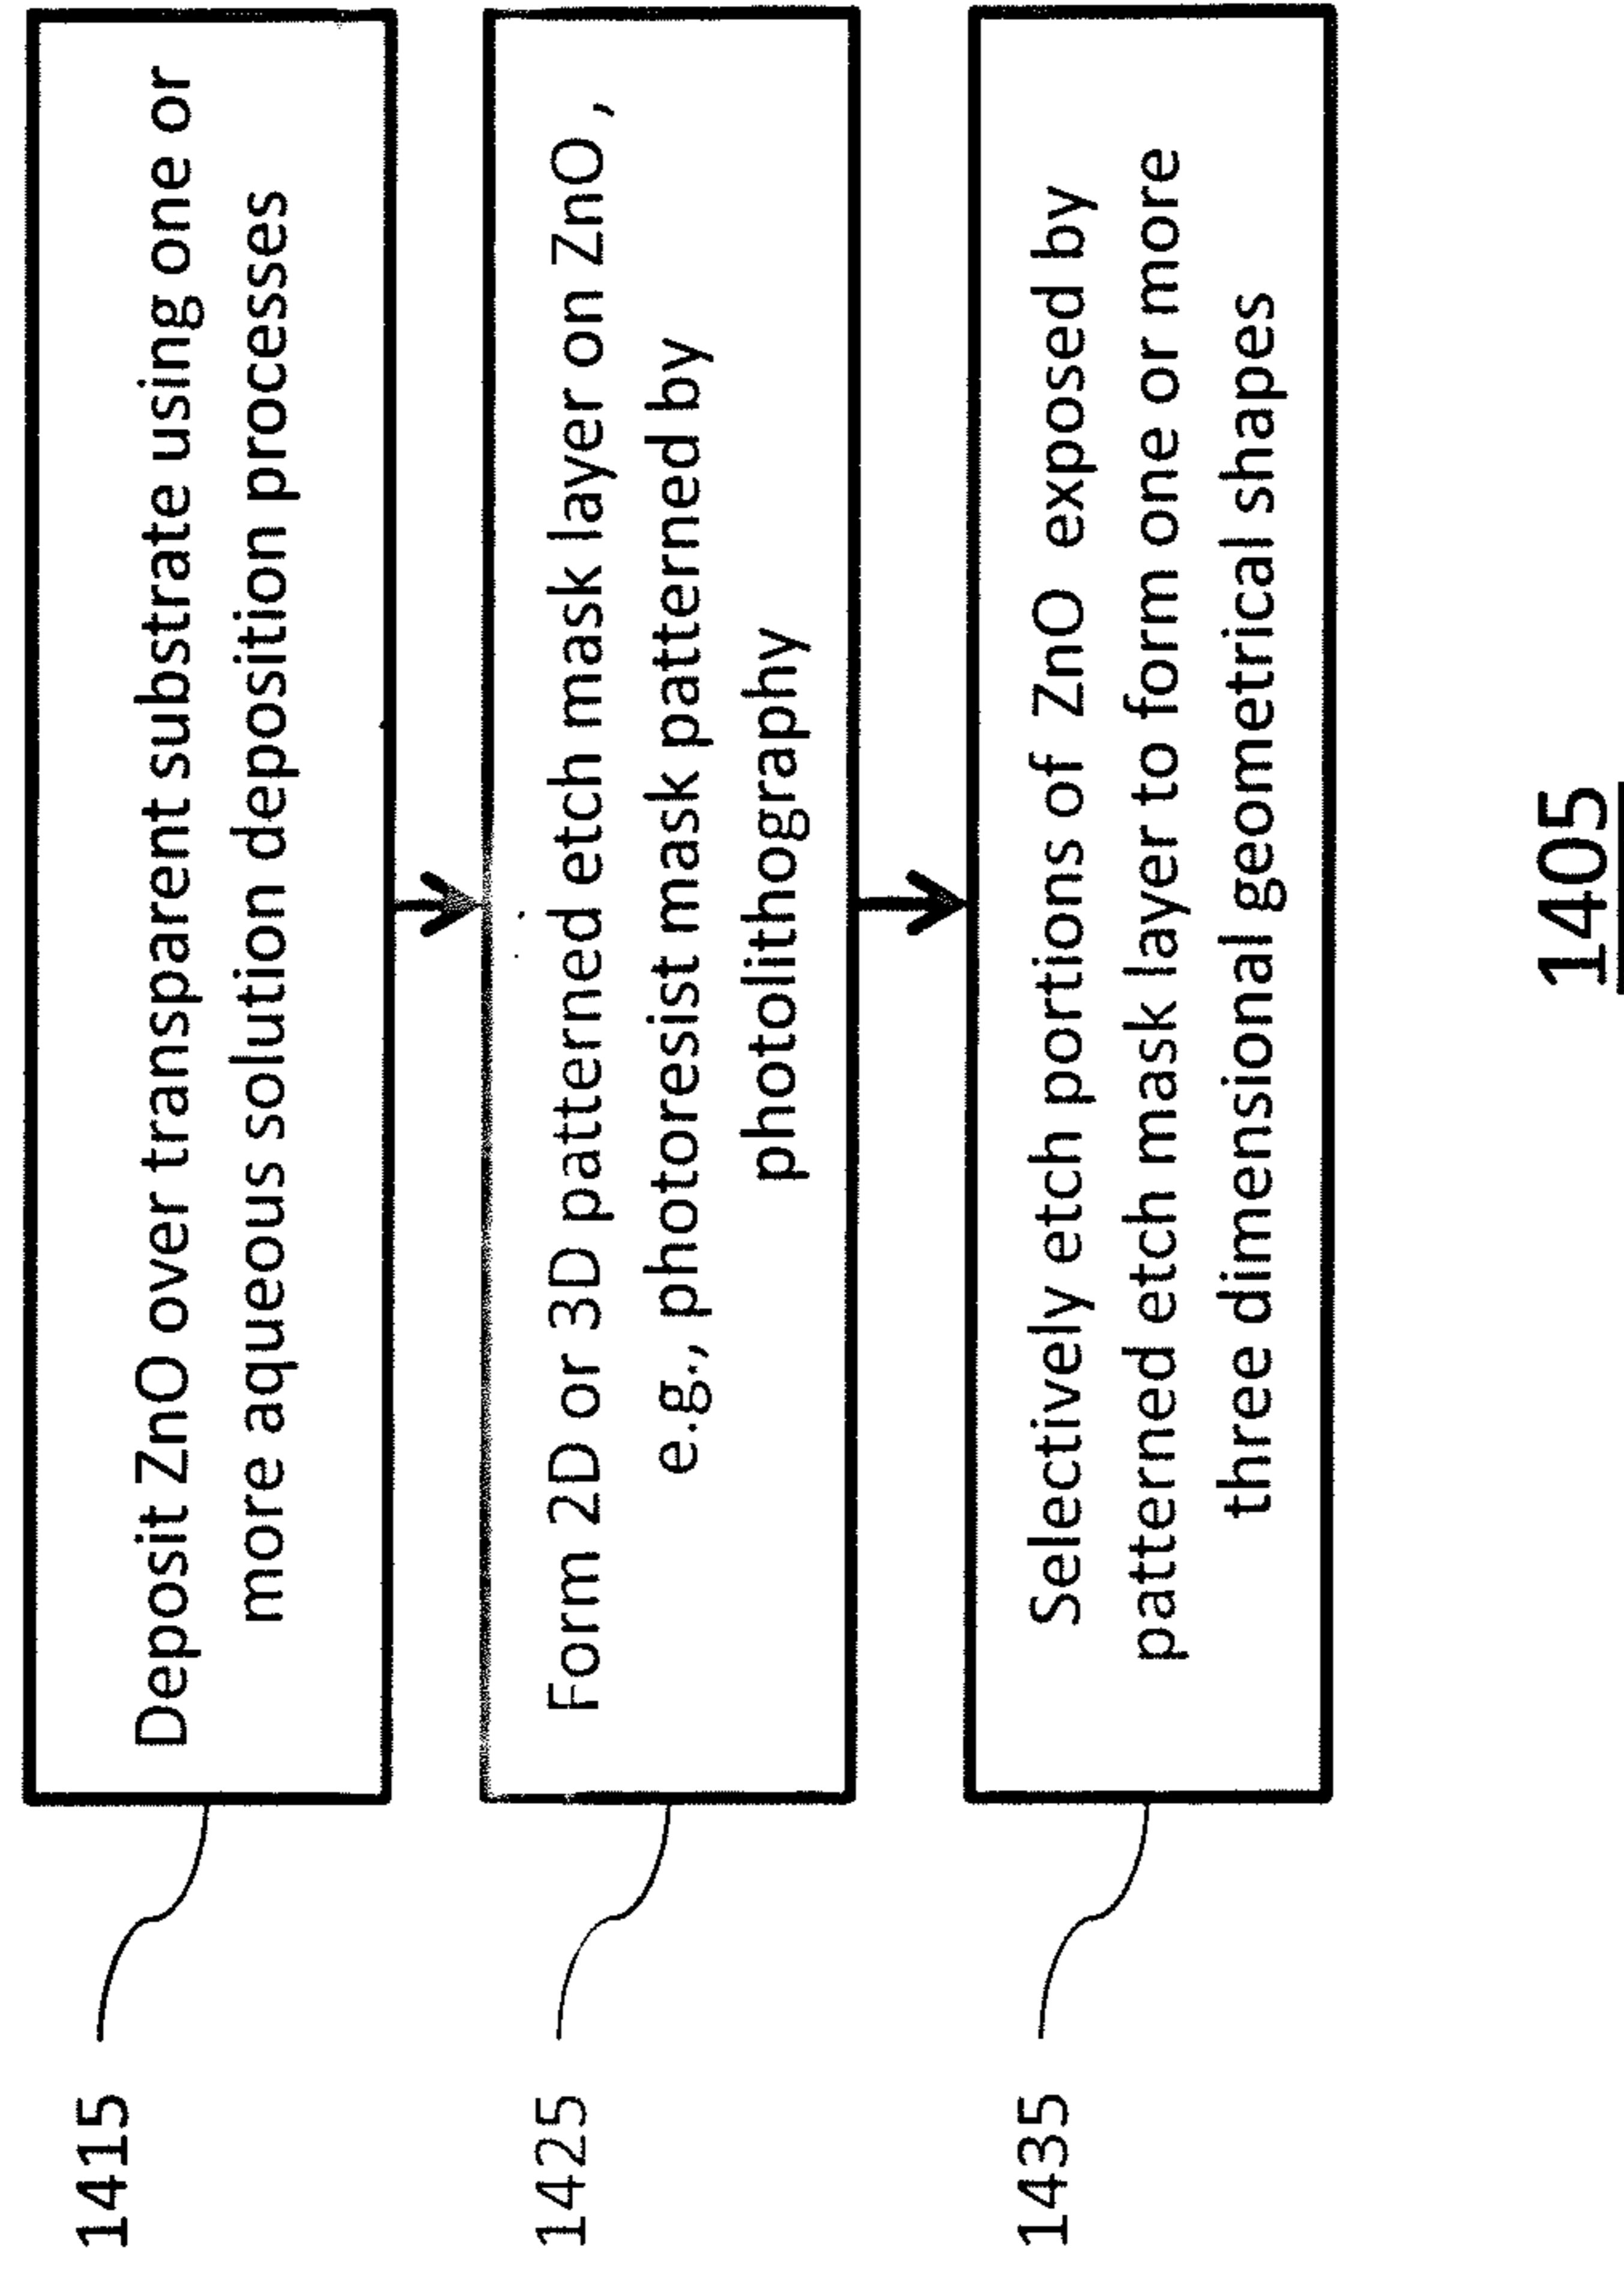 1415
Deposit ZnO over transparent substrate using one or
more aqueous solution deposition processes
1425
Form 2D or 3D patterned etch mask layer on ZnO,
e.g., photoresist mask patterned by
photolithography
1435
Selectively etch portions of ZnO exposed by
patterned etch mask layer to form one or more
three dimensional geometrical shapes
1405